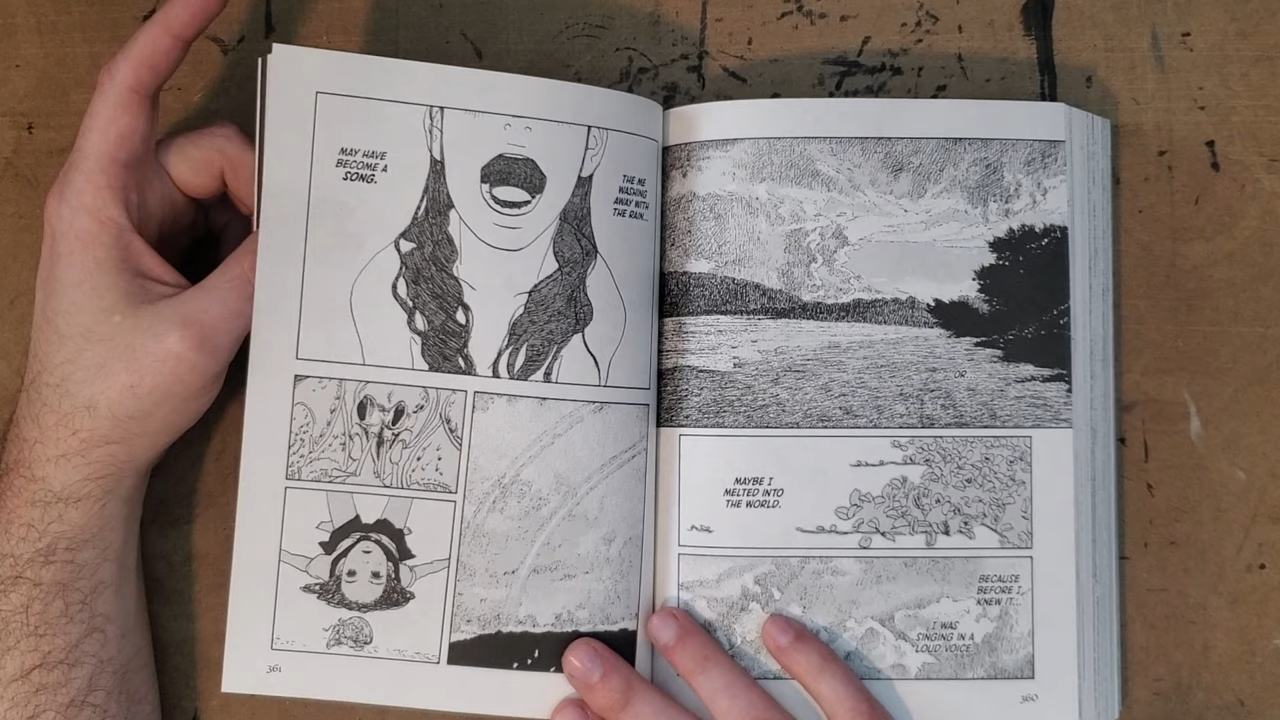 OR
MAYBE I
MELTED INTO
THE WORLD.
BECAUSE
BEFORE I
KNEW IT...
I WAS
SINGING IN A
LOUD VOICE.
360
THE ME
WASHING
AWAY WITH
THE RAIN...
MAY HAVE
BECOME A
SONG.
361